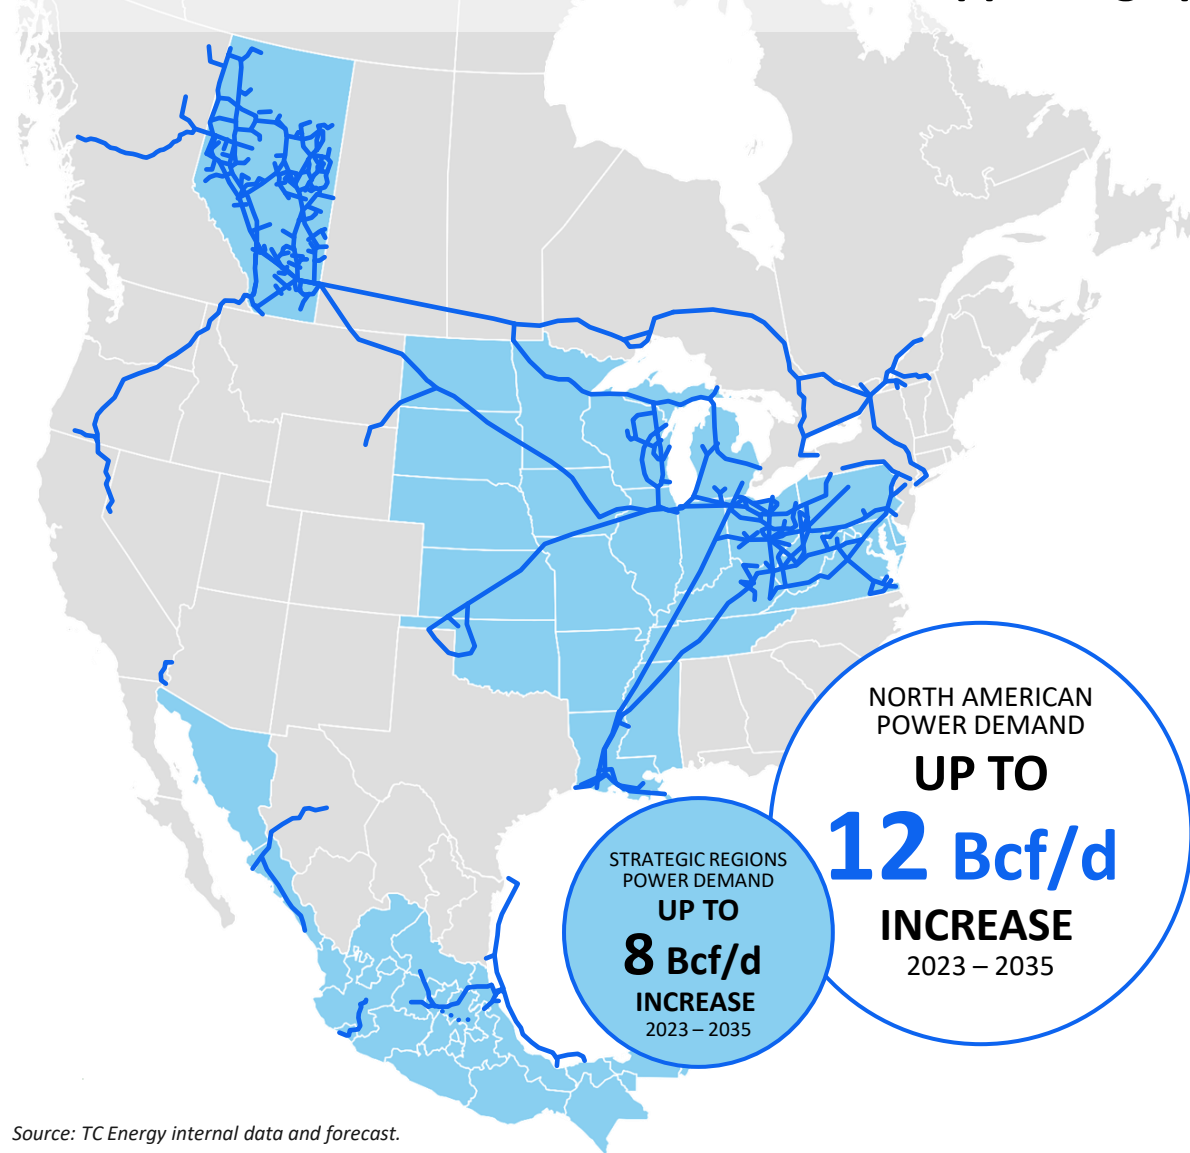 NORTH AMERICAN
POWER DEMAND
UP TO
12 Bcf/d
INCREASE
2023 – 2035
STRATEGIC REGIONS
POWER DEMAND
UP TO
8 Bcf/d
INCREASE
2023 – 2035
Source: TC Energy internal data and forecast.